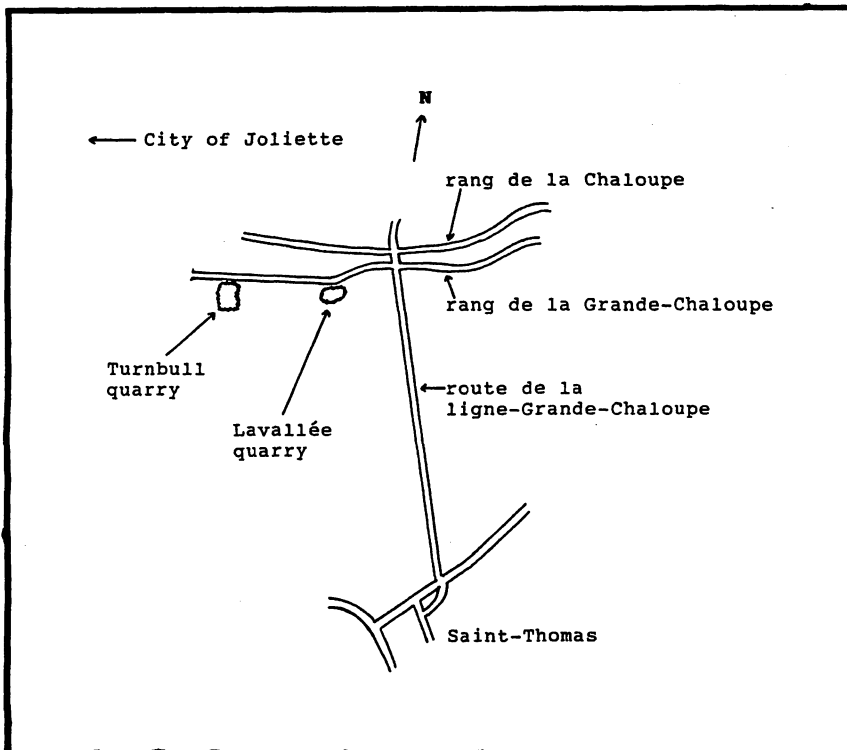 N
City of Joliette
rang de la Chaloupe
rang de la Grande-Chaloupe
Turnbull
quarry
route de la
ligne-Grande-Chaloupe
Lavallée
quarry
Saint-Thomas